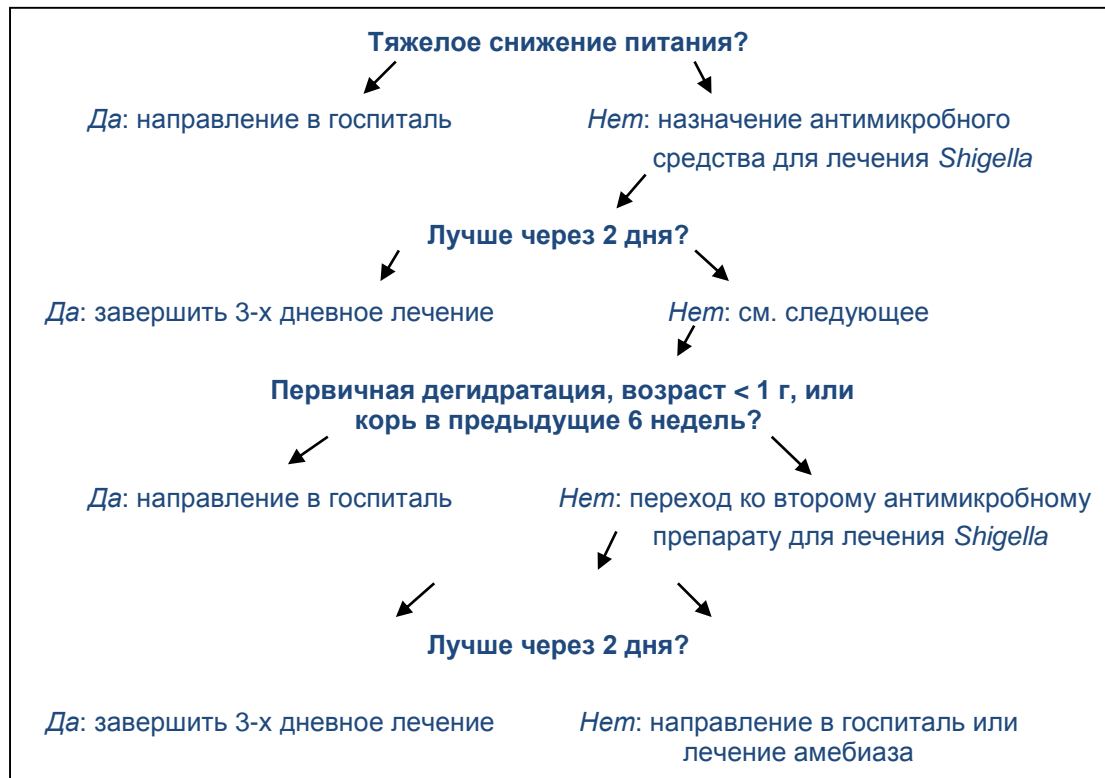 Тяжелое снижение питания?
Да: направление в госпиталь
Нет: назначение антимикробного
средства для лечения Shigella
Лучше через 2 дня?
Да: завершить 3-х дневное лечение
Нет: см. следующее
Первичная дегидратация, возраст < 1 г, или
корь в предыдущие 6 недель?
Да: направление в госпиталь
Нет: переход ко второму антимикробному
препарату для лечения Shigella
Лучше через 2 дня?
Да: завершить 3-х дневное лечение
Нет: направление в госпиталь или
лечение амебиаза